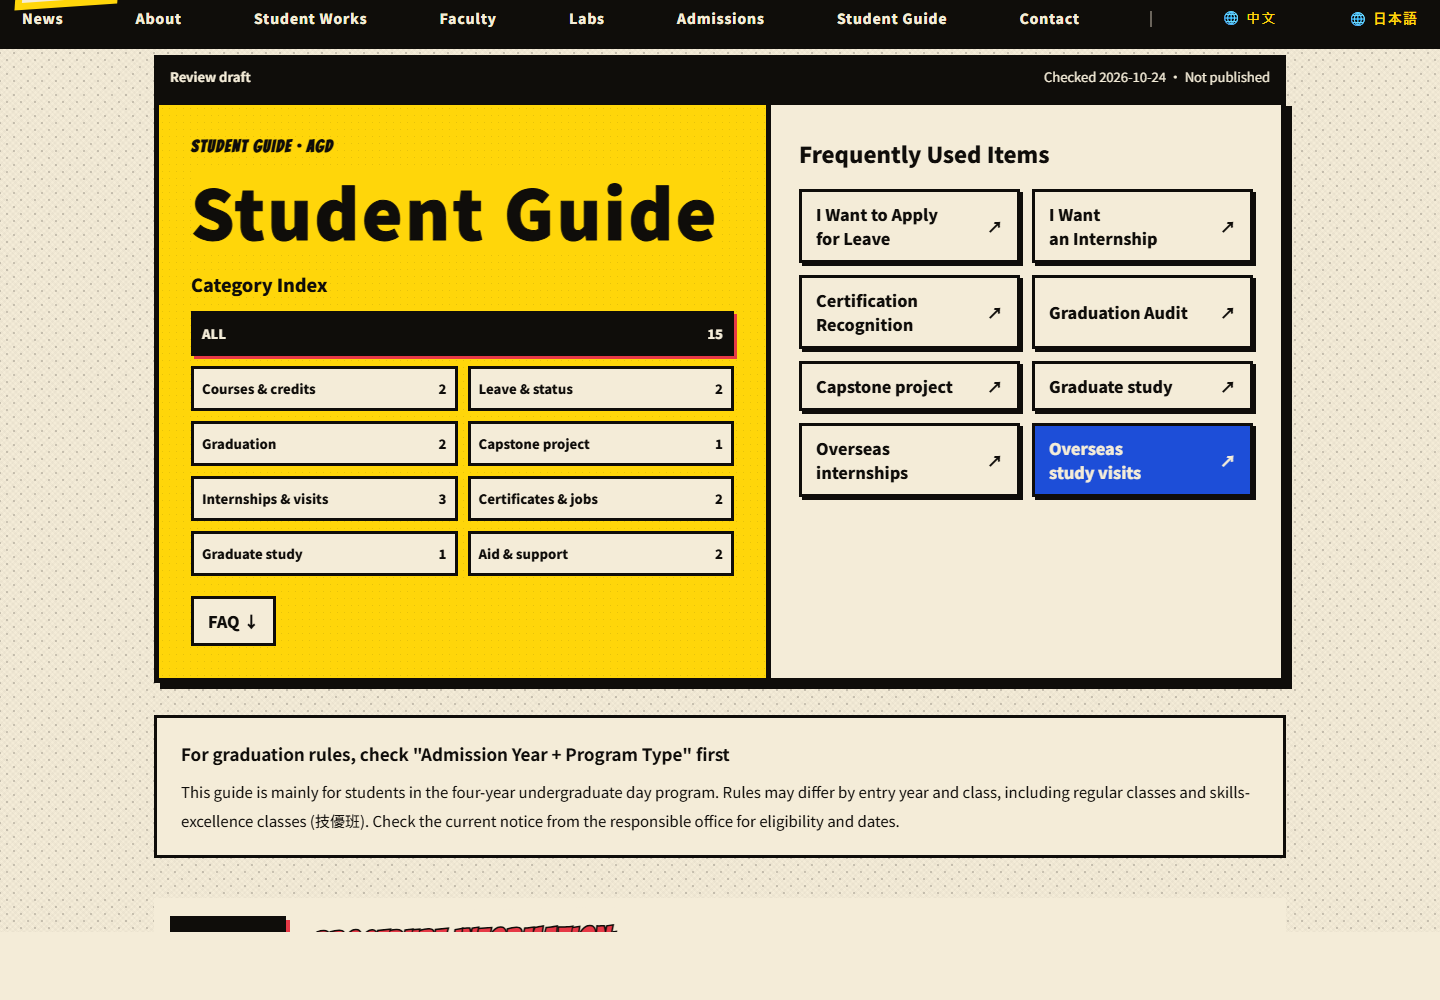 News About Student Works Faculty Labs Admissions Student Guide Contact | 中文 日本語
Review draft
Checked 2026-10-24 • Not published
STUDENT GUIDE · AGD
Student Guide
Category Index
ALL 15
Courses & credits 2
Leave & status 2
Graduation 2
Capstone project 1
Internships & visits 3
Certificates & jobs 2
Graduate study 1
Aid & support 2
FAQ ↓
Frequently Used Items
I Want to Apply
for Leave ↗
I Want
an Internship ↗
Certification
Recognition ↗
Graduation Audit ↗
Capstone project ↗
Graduate study ↗
Overseas
internships ↗
Overseas
study visits ↗
For graduation rules, check "Admission Year + Program Type" first
This guide is mainly for students in the four-year undergraduate day program. Rules may differ by entry year and class, including regular classes and skills-
excellence classes (技優班). Check the current notice from the responsible office for eligibility and dates.